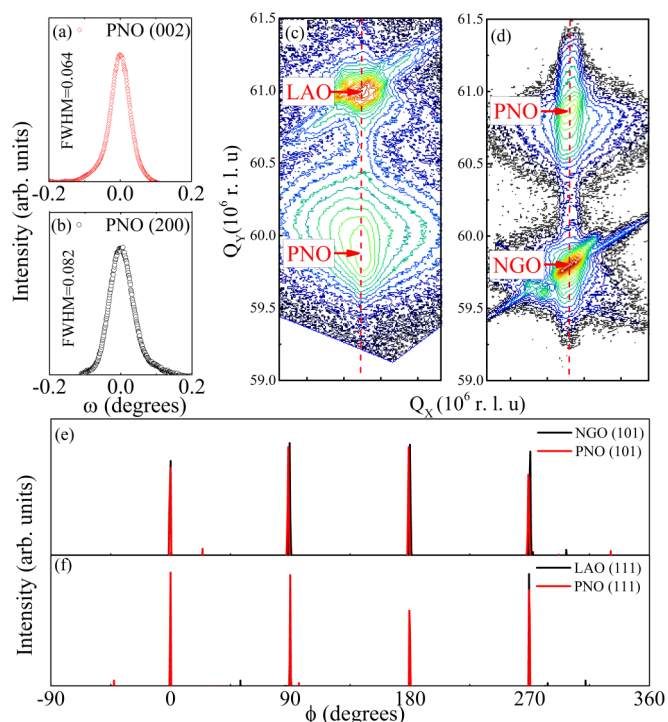 (a) PNO (002)
FWHM=0.064
-0.2 0.0 0.2
(b) PNO (200)
FWHM=0.082
-0.2 0.0 0.2
ω (degrees)
Intensity (arb. units)
(c)
LAO
PNO
61.5
61.0
60.5
60.0
59.5
59.0
Q_Y (10^6 r. l. u)
(d)
PNO
NGO
61.5
61.0
60.5
60.0
59.5
59.0
Q_X (10^6 r. l. u)
(e)
NGO (101)
PNO (101)
Intensity (arb. units)
(f)
LAO (111)
PNO (111)
-90 0 90 180 270 360
ϕ (degrees)